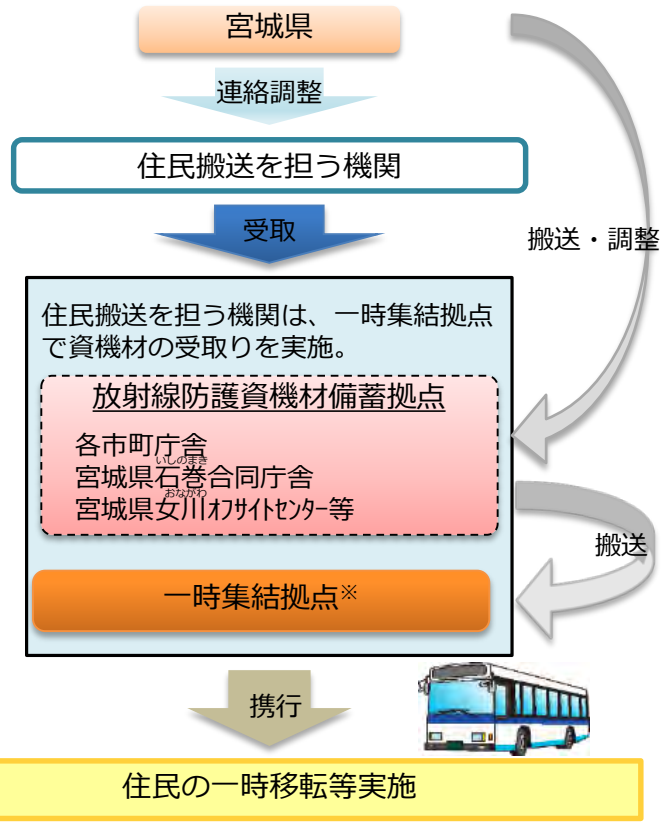 宮城県
連絡調整
住民搬送を担う機関
受取
搬送・調整
住民搬送を担う機関は、一時集結拠点
で資機材の受取りを実施。
放射線防護資機材備蓄拠点
各市町庁舎
いしのまき
宮城県石巻合同庁舎
おながわ
宮城県女川ｵﾌｻｲﾄｾﾝﾀｰ等
搬送
一時集結拠点※
携行
住民の一時移転等実施